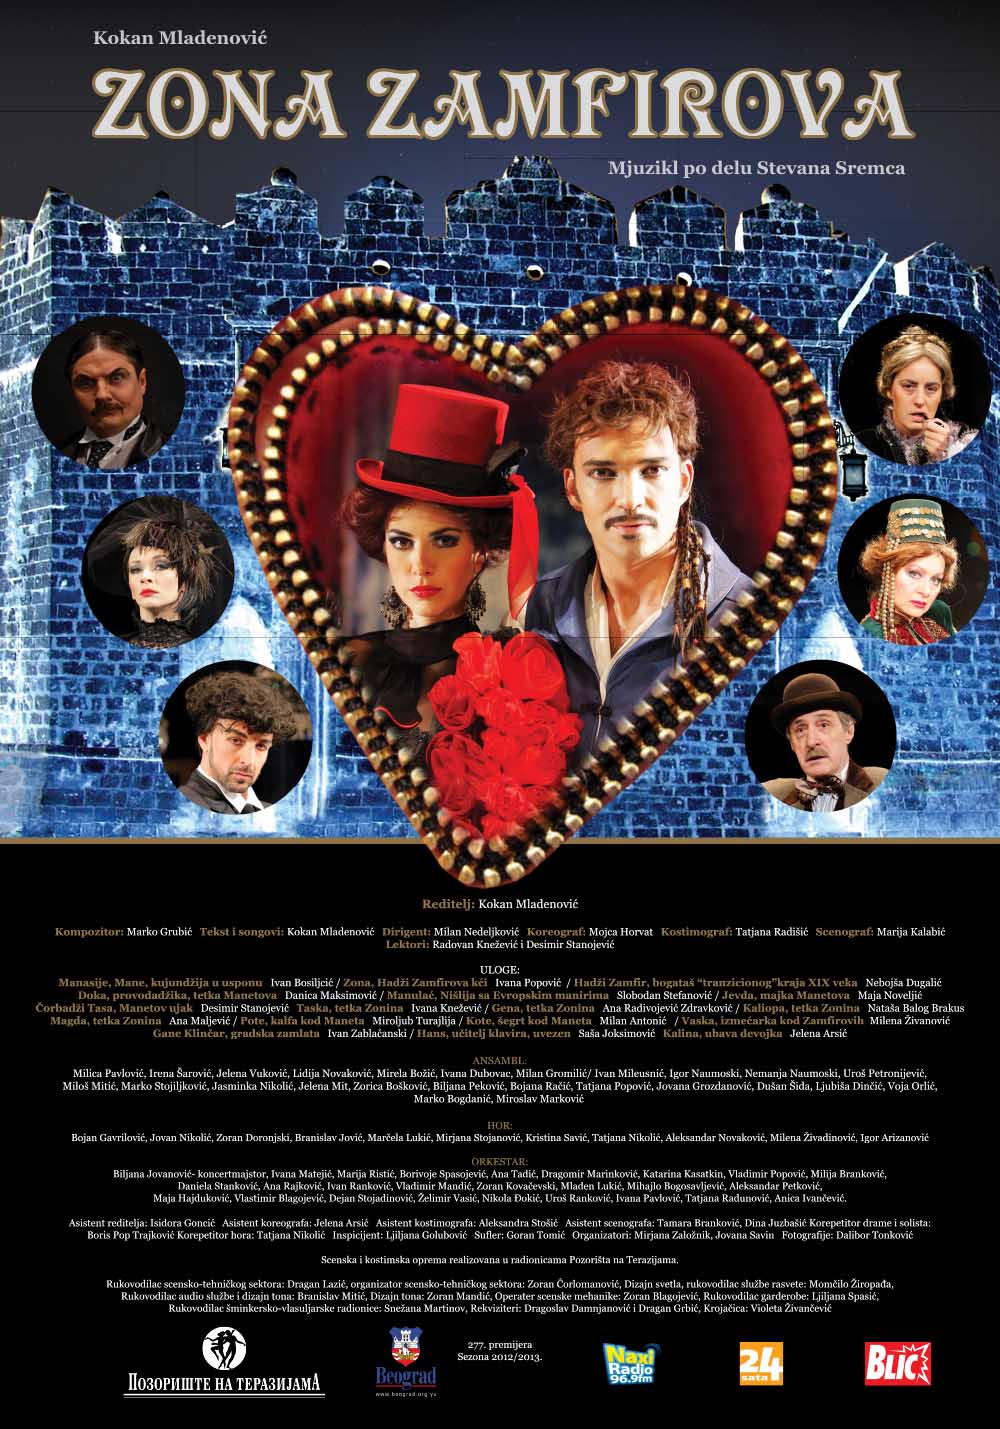 Kokan Mladenović
ZONA ZAMFIROVA
Mjuzikl po delu Stevana Sremca
Reditelj: Kokan Mladenović
Kompozitor: Marko Grubić Tekst i songovi: Kokan Mladenović Dirigent: Milan Nedeljković Koreograf: Mojca Horvat Kostimograf: Tatjana Radišić Scenograf: Marija Kalabić
Lektori: Radovan Knežević i Desimir Stanojević
ULOGE:
Manasije, Mane, kujundžija u usponu Ivan Bosiljcić / Zona, Hadži Zamfirova kći Ivana Popović / Hadži Zamfir, bogataš “tranzicionog”kraja XIX veka Nebojša Dugalić
Doka, provodadžika, tetka Manetova Danica Maksimović / Manulać, Nišlija sa Evropskim manirima Slobodan Stefanović / Jevda, majka Manetova Maja Noveljić
Čorbadži Tasa, Manetov ujak Desimir Stanojević Taska, tetka Zonina Ivana Knežević / Gena, tetka Zonina Ana Radivojević Zdravković / Kaliopa, tetka Zonina Nataša Balog Brakus
Magda, tetka Zonina Ana Maljević / Pote, kalfa kod Maneta Miroljub Turajlija / Kote, šegrt kod Maneta Milan Antonić / Vaska, izmećarka kod Zamfirovih Milena Živanović
Gane Klinčar, gradska zamlata Ivan Zablaćanski / Hans, učitelj klavira, uvezen Saša Joksimović Kalina, ubava devojka Jelena Arsić
ANSAMBL:
Milica Pavlović, Irena Šarović, Jelena Vuković, Lidija Novaković, Mirela Božić, Ivana Dubovac, Milan Gromilić/ Ivan Mileusnić, Igor Naumoski, Nemanja Naumoski, Uroš Petronijević,
Miloš Mitić, Marko Stojiljković, Jasminka Nikolić, Jelena Mit, Zorica Bošković, Biljana Peković, Bojana Račić, Tatjana Popović, Jovana Grozdanović, Dušan Šida, Ljubiša Dinčić, Voja Orlić,
Marko Bogdanić, Miroslav Marković
HOR:
Bojan Gavrilović, Jovan Nikolić, Zoran Doronjski, Branislav Jović, Marčela Lukić, Mirjana Stojanović, Kristina Savić, Tatjana Nikolić, Aleksandar Novaković, Milena Živadinović, Igor Arizanović
ORKESTAR:
Biljana Jovanović- koncertmajstor, Ivana Matejić, Marija Ristić, Borivoje Spasojević, Ana Tadić, Dragomir Marinković, Katarina Kasatkin, Vladimir Popović, Milija Branković,
Daniela Stanković, Ana Rajković, Ivan Ranković, Vladimir Mandić, Zoran Kovačevski, Mladen Lukić, Mihajlo Bogosavljević, Aleksandar Petković,
Maja Hajduković, Vlastimir Blagojević, Dejan Stojadinović, Želimir Vasić, Nikola Đokić, Uroš Ranković, Ivana Pavlović, Tatjana Radunović, Anica Ivančević.
Asistent reditelja: Isidora Goncić Asistent koreografa: Jelena Arsić Asistent kostimografa: Aleksandra Stošić Asistent scenografa: Tamara Branković, Dina Juzbašić Korepetitor drame i solista:
Boris Pop Trajković Korepetitor hora: Tatjana Nikolić Inspicijent: Ljiljana Golubović Sufler: Goran Tomić Organizatori: Mirjana Založnik, Jovana Savin Fotografije: Dalibor Tonković
Scenska i kostimska oprema realizovana u radionicama Pozorišta na Terazijama.
Rukovodilac scensko-tehničkog sektora: Dragan Lazić, organizator scensko-tehničkog sektora: Zoran Ćorlomanović, Dizajn svetla, rukovodilac službe rasvete: Momčilo Žiropađa,
Rukovodilac audio službe i dizajn tona: Branislav Mitić, Dizajn tona: Zoran Mandić, Operater scenske mehanike: Zoran Blagojević, Rukovodilac garderobe: Ljiljana Spasić,
Rukovodilac šminkersko-vlasuljarske radionice: Snežana Martinov, Rekviziteri: Dragoslav Damnjanović i Dragan Grbić, Krojačica: Violeta Živančević
ПОЗОРИШТЕ НА ТЕРАЗИЈАМА
Beograd
www.beograd.org.yu
277. premijera
Sezona 2012/2013.
Naxi
Radio
96.9fm
24
sata
BLIC